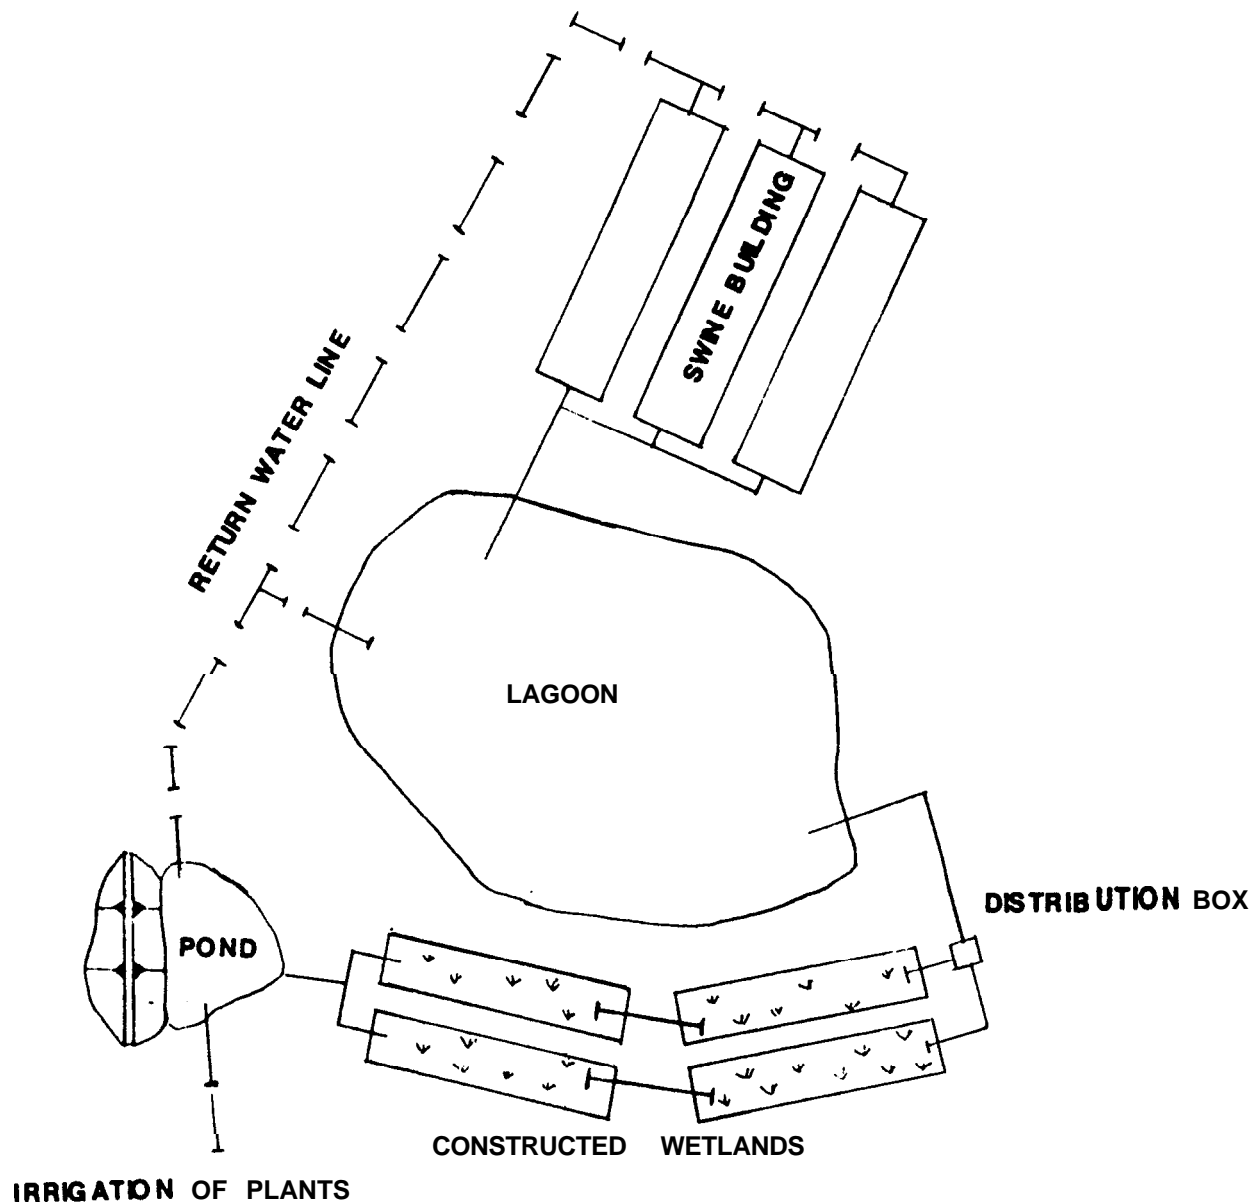 SWINE BUILDING
RETURN WATER LINE
LAGOON
DISTRIBUTION BOX
POND
CONSTRUCTED WETLANDS
IRRIGATION OF PLANTS